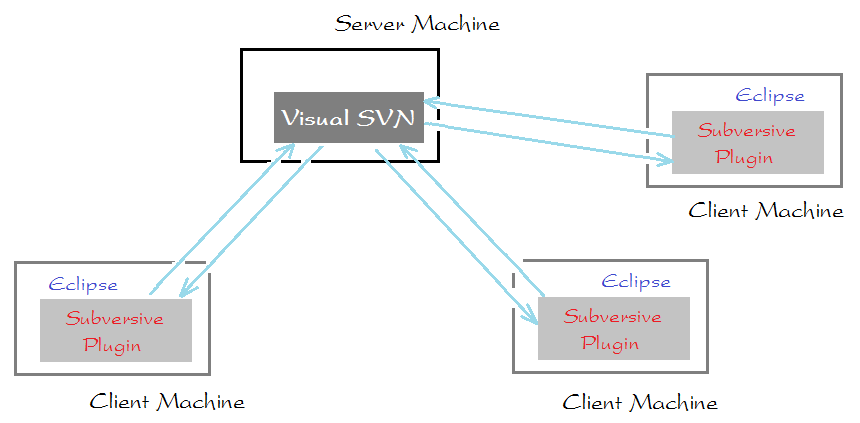 Server Machine
Visual SVN
Eclipse
Subversive
Plugin
Client Machine
Eclipse
Subversive
Plugin
Client Machine
Eclipse
Subversive
Plugin
Client Machine